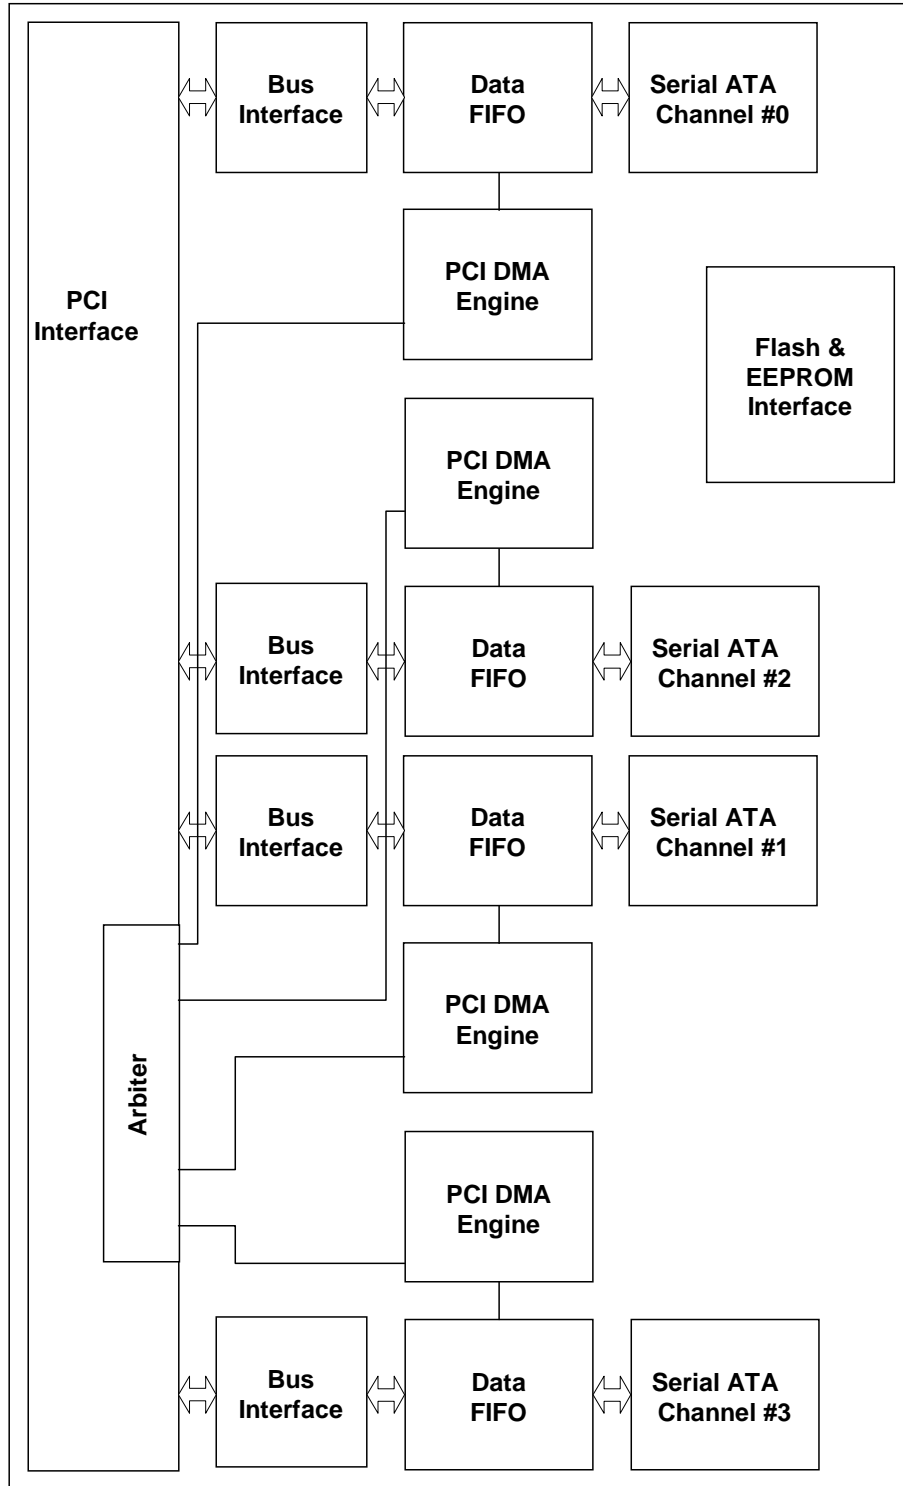 Bus
Interface
Data
FIFO
Serial ATA
Channel #0
PCI DMA
Engine
PCI
Interface
Flash &
EEPROM
Interface
PCI DMA
Engine
Bus
Interface
Data
FIFO
Serial ATA
Channel #2
Bus
Interface
Data
FIFO
Serial ATA
Channel #1
PCI DMA
Engine
Arbiter
PCI DMA
Engine
Bus
Interface
Data
FIFO
Serial ATA
Channel #3